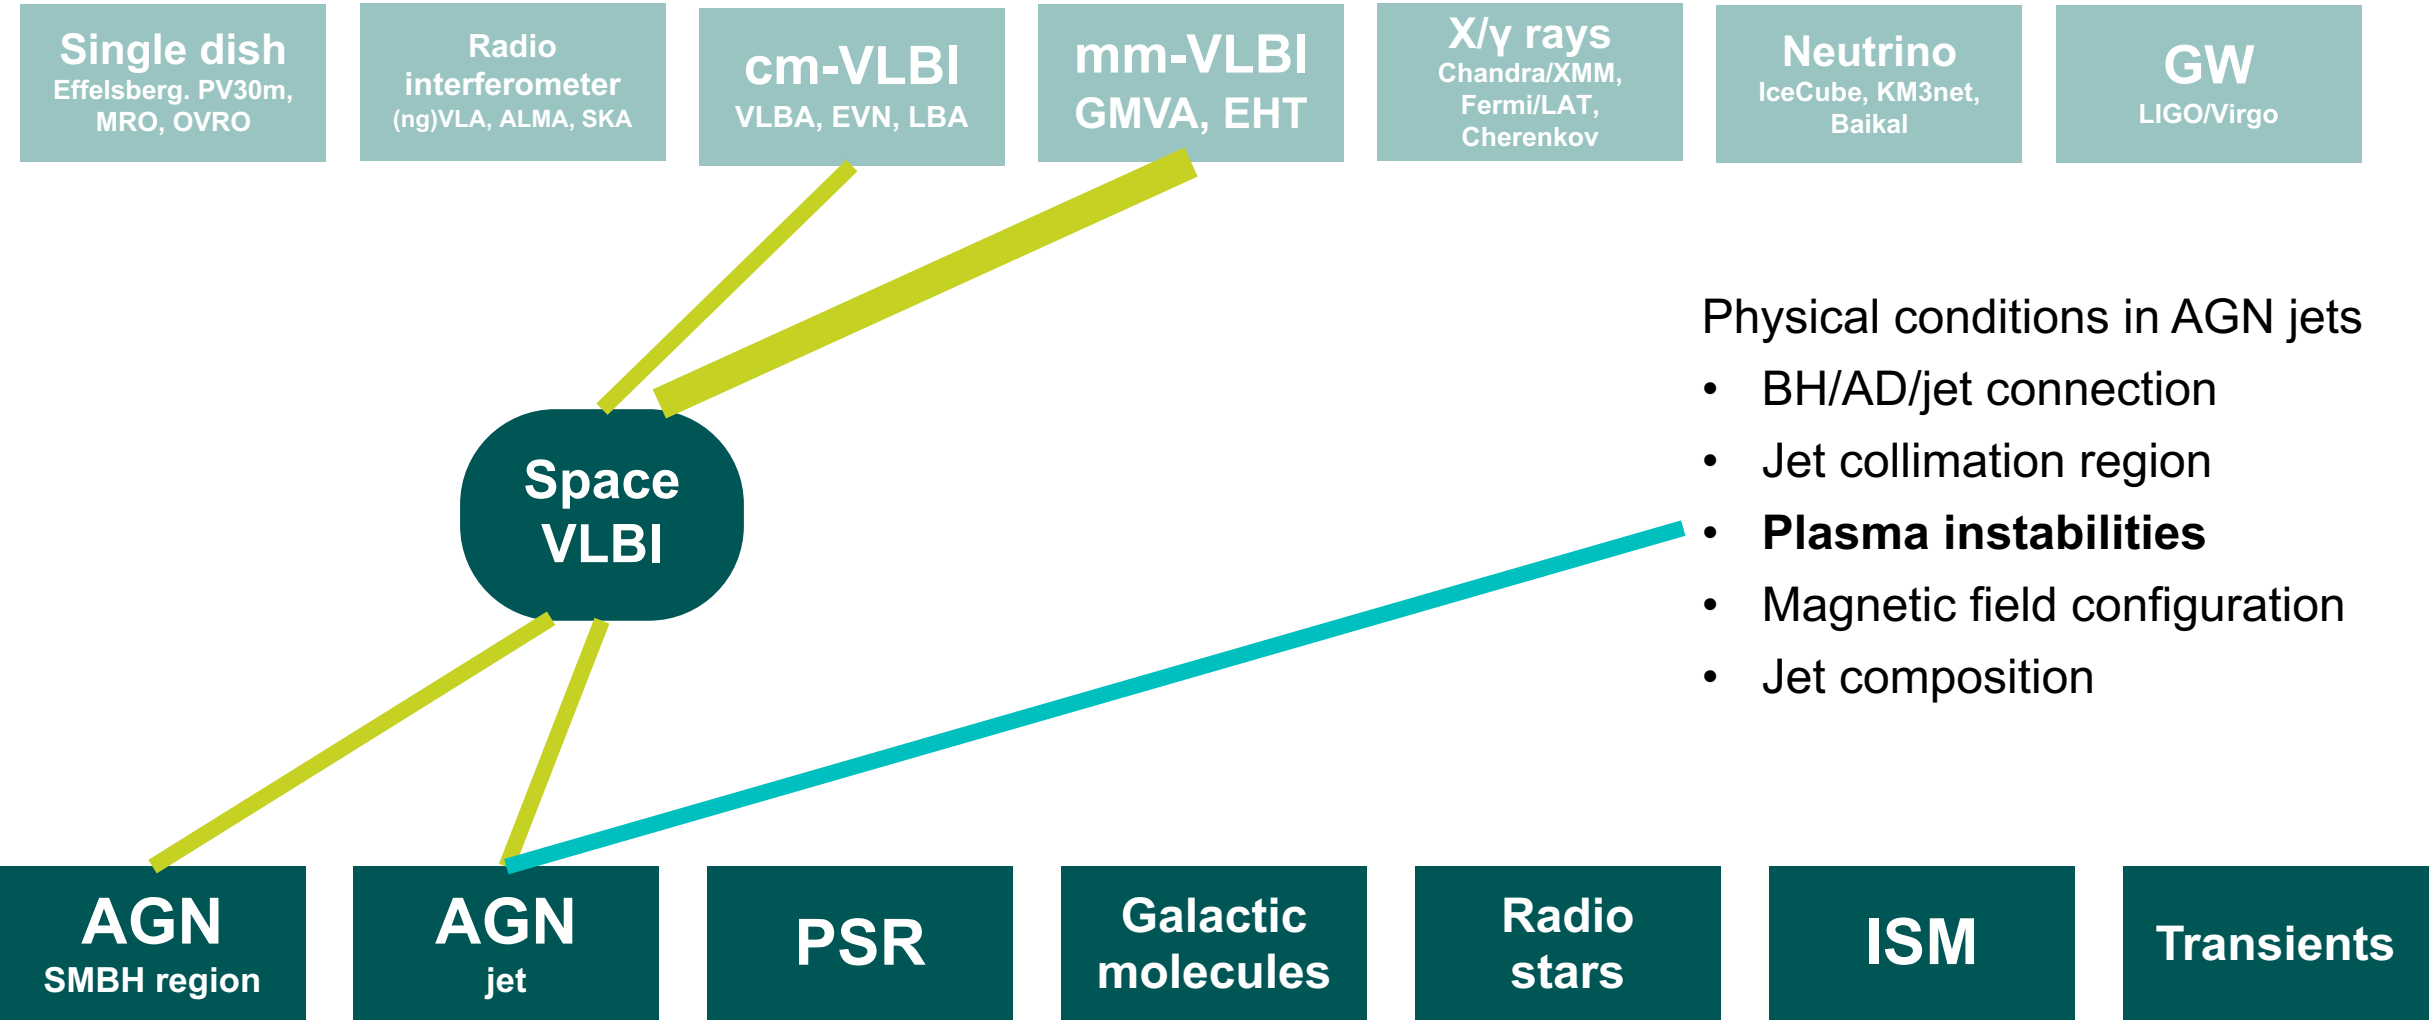 Single dish
Effelsberg. PV30m,
MRO, OVRO
Radio
interferometer
(ng)VLA, ALMA, SKA
cm-VLBI
VLBA, EVN, LBA
mm-VLBI
GMVA, EHT
X/γ rays
Chandra/XMM,
Fermi/LAT,
Cherenkov
Neutrino
IceCube, KM3net,
Baikal
GW
LIGO/Virgo
Space
VLBI
Physical conditions in AGN jets
• BH/AD/jet connection
• Jet collimation region
• Plasma instabilities
• Magnetic field configuration
• Jet composition
AGN
SMBH region
AGN
jet
PSR
Galactic
molecules
Radio
stars
ISM
Transients